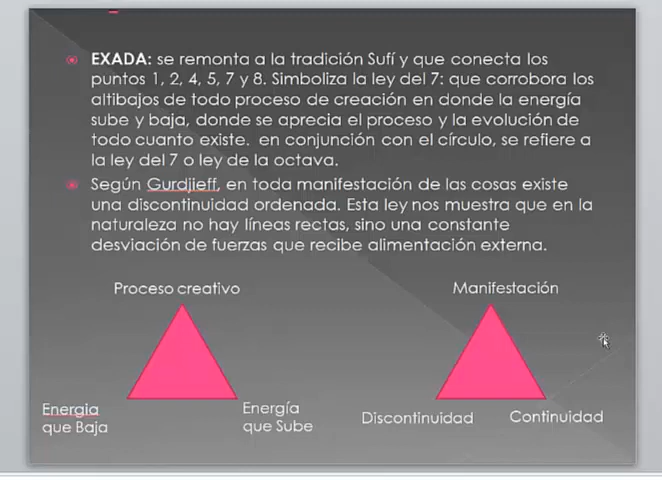 EXADA: se remonta a la tradición Sufí y que conecta los
puntos 1, 2, 4, 5, 7 y 8. Simboliza la ley del 7: que corrobora los
altibajos de todo proceso de creación en donde la energía
sube y baja, donde se aprecia el proceso y la evolución de
todo cuanto existe. en conjunción con el círculo, se refiere a
la ley del 7 o ley de la octava.
Según Gurdjieff, en toda manifestación de las cosas existe
una discontinuidad ordenada. Esta ley nos muestra que en la
naturaleza no hay líneas rectas, sino una constante
desviación de fuerzas que recibe alimentación externa.
Proceso creativo
Energia
que Baja
Energía
que Sube
Manifestación
Discontinuidad
Continuidad